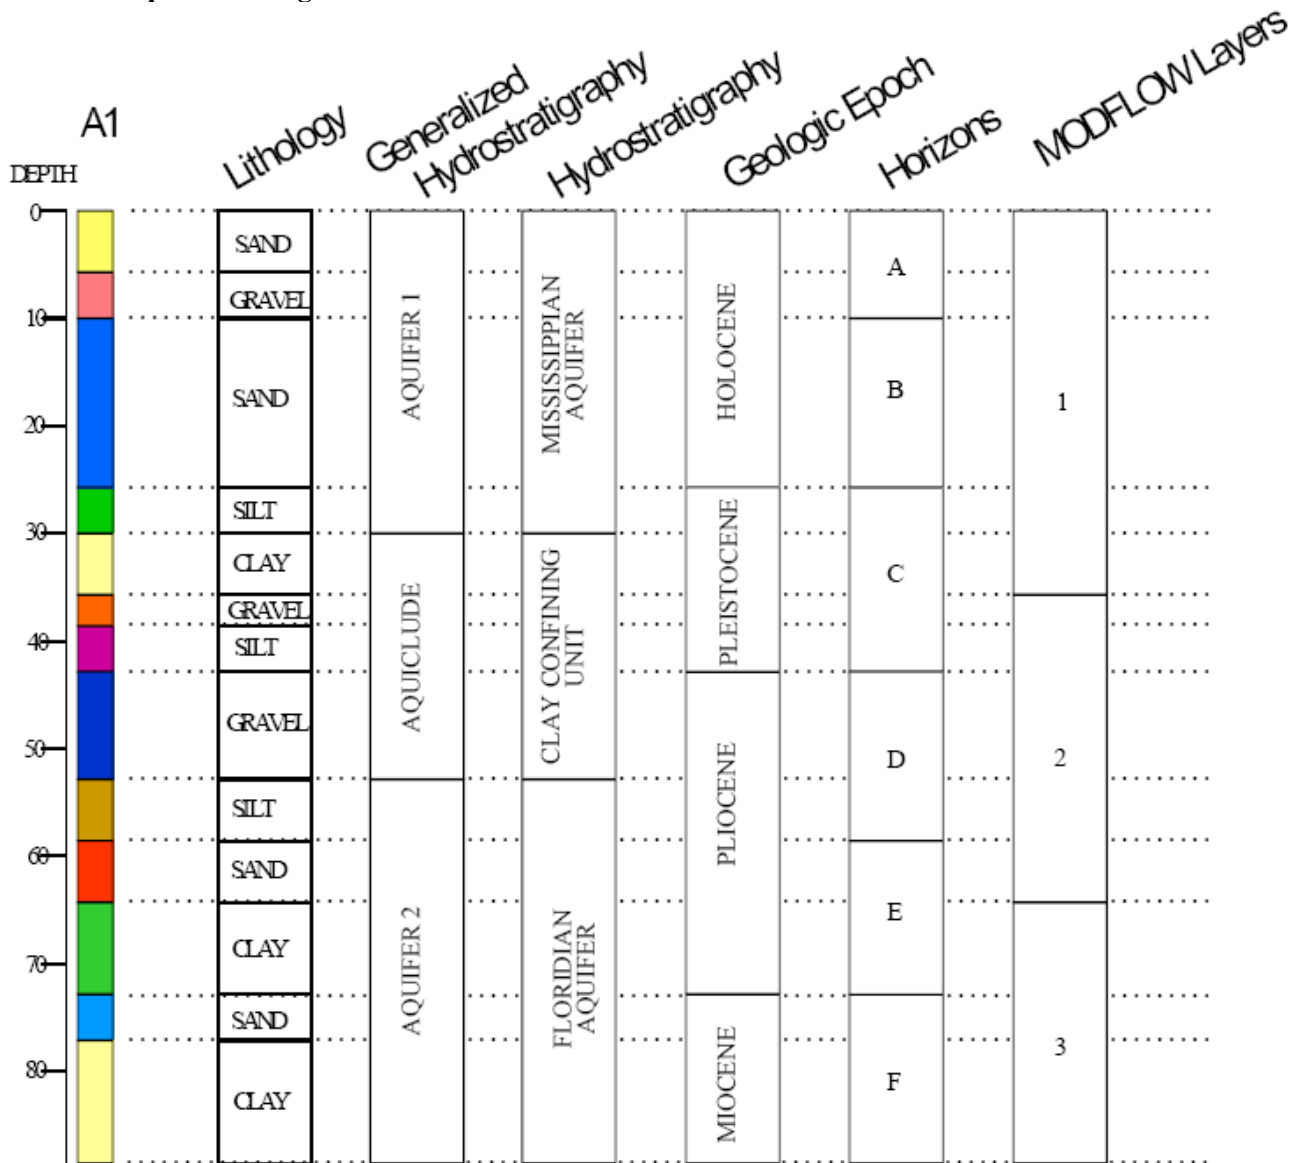 A1
Lithology
Generalized
Hydrostratigraphy
Hydrostratigraphy
Geologic Epoch
Horizons
MODFLOW Layers
DEPTH
0
10
20
30
40
50
60
70
80
SAND
GRAVEL
SAND
SILT
CLAY
GRAVEL
SILT
GRAVEL
SILT
SAND
CLAY
SAND
CLAY
AQUIFER 1
AQUICLUDE
AQUIFER 2
MISSISSIPPIAN
AQUIFER
CLAY CONFINING
UNIT
FLORIDIAN
AQUIFER
HOLOCENE
PLEISTOCENE
PLIOCENE
MIOCENE
A
B
C
D
E
F
1
2
3